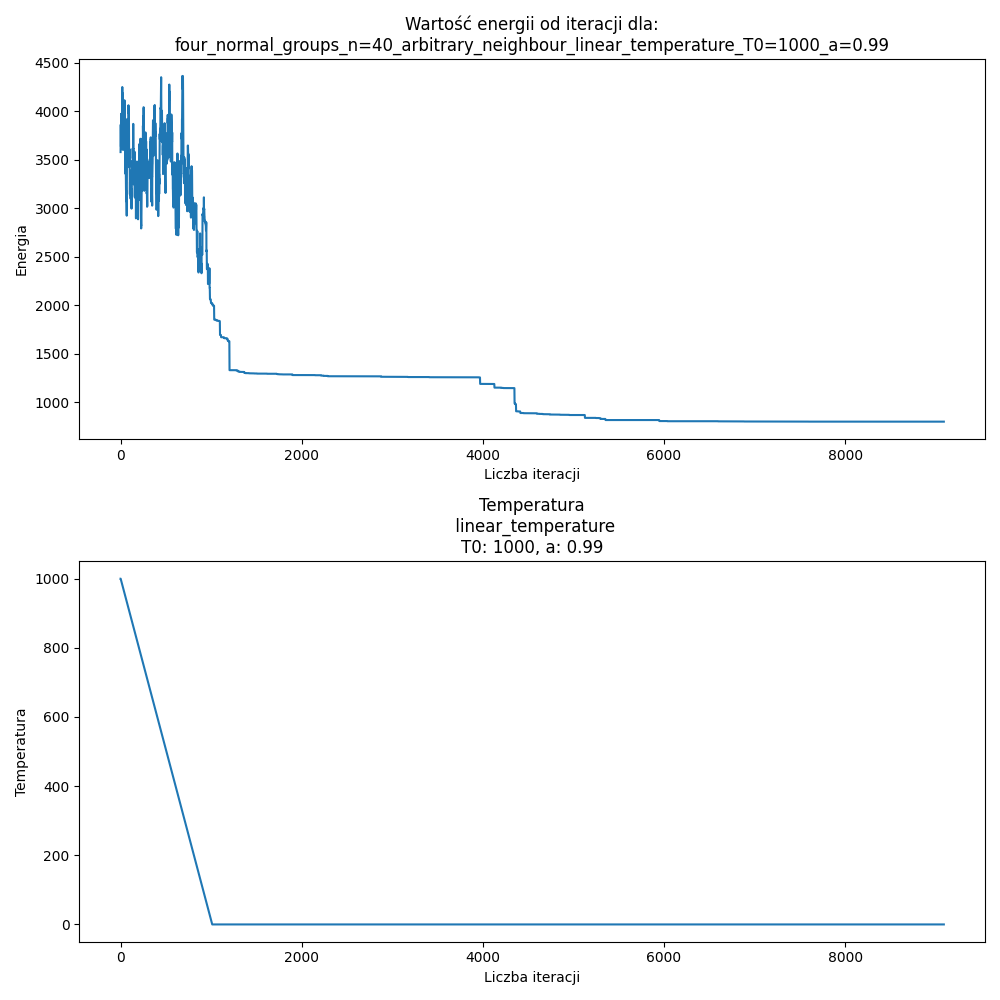 Wartość energii od iteracji dla:
four_normal_groups_n=40_arbitrary_neighbour_linear_temperature_T0=1000_a=0.99
4500
4000
3500
3000
2500
2000
1500
1000
Energia
0 2000 4000 6000 8000
Liczba iteracji
Temperatura
linear_temperature
T0: 1000, a: 0.99
1000
800
600
400
200
0
Temperatura
0 2000 4000 6000 8000
Liczba iteracji